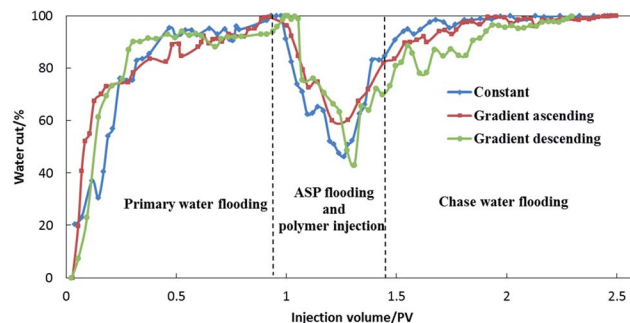 100
80
60
40
20
0
Water cut/%
Constant
Gradient ascending
Gradient descending
Primary water flooding
ASP flooding
and
polymer injection
Chase water flooding
0
0.5
1
1.5
2
2.5
Injection volume/PV